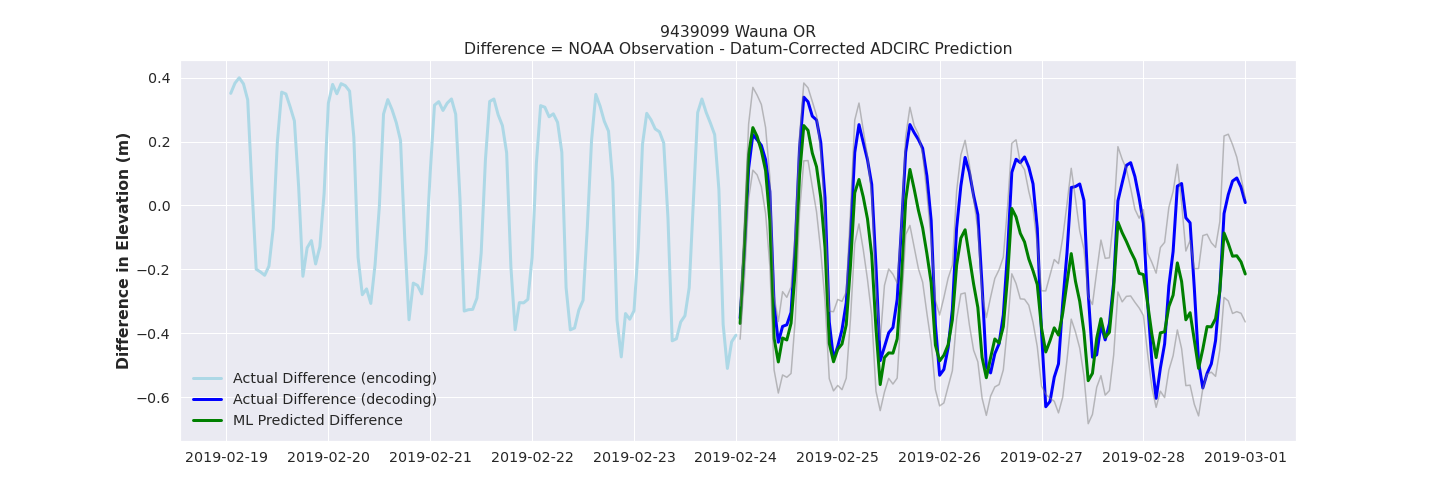 9439099 Wauna OR
Difference = NOAA Observation - Datum-Corrected ADCIRC Prediction
Difference in Elevation (m)
0.4
0.2
0.0
−0.2
−0.4
−0.6
Actual Difference (encoding)
Actual Difference (decoding)
ML Predicted Difference
2019-02-19 2019-02-20 2019-02-21 2019-02-22 2019-02-23 2019-02-24 2019-02-25 2019-02-26 2019-02-27 2019-02-28 2019-03-01